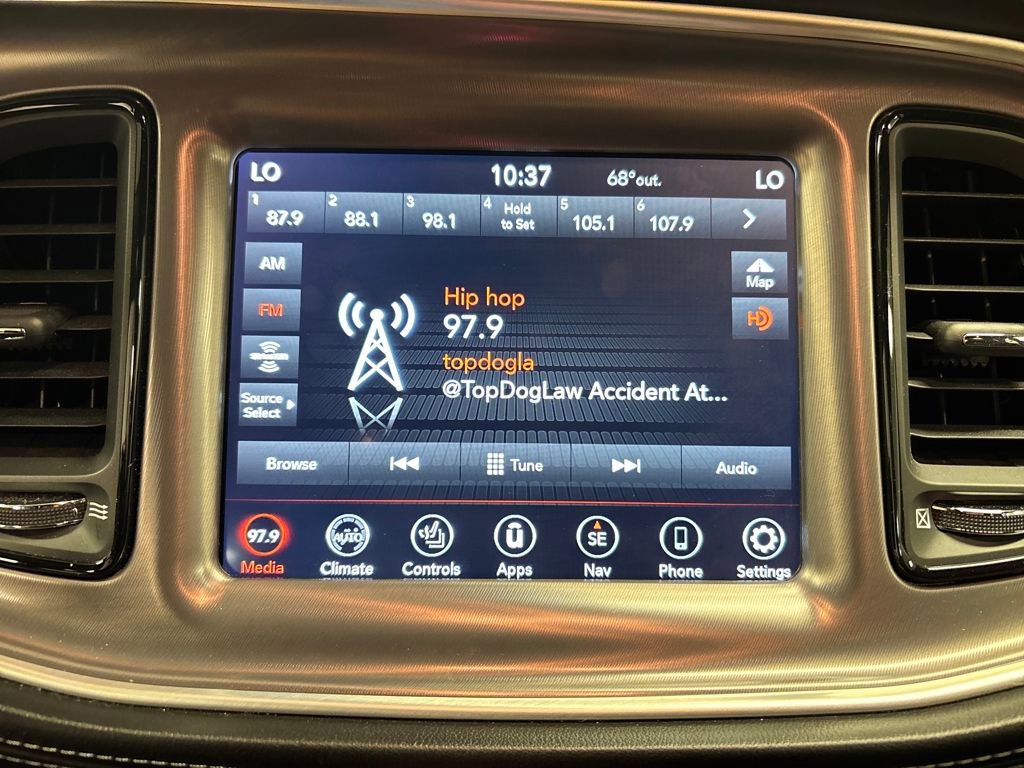 LO 10:37 68° out. LO
1 87.9 2 88.1 3 98.1 4 Hold to Set 5 105.1 6 107.9
AM
FM
SiriusXM
Source
Select
Hip hop
97.9
topdogla
@TopDogLaw Accident At...
Map
HD
Browse Tune Audio
97.9 AUTO SE
Media Climate Controls Apps Nav Phone Settings